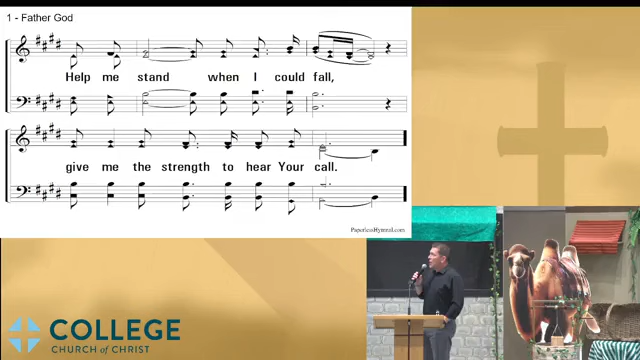 1 - Father God
Help me stand when I could fall,
give me the strength to hear Your call.
PaperlessHymnal.com
COLLEGE
CHURCH of CHRIST